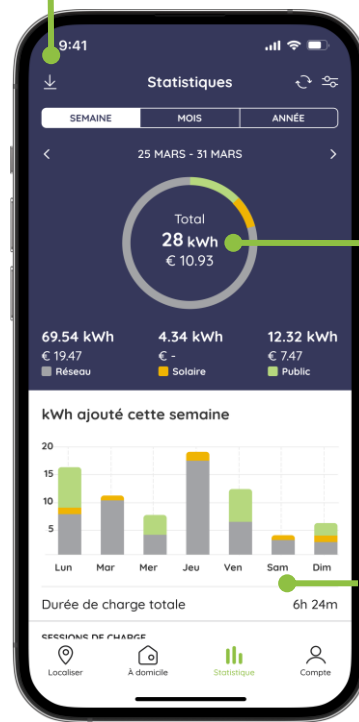 9:41
Statistiques
SEMAINE MOIS ANNÉE
25 MARS - 31 MARS
Total
28 kWh
€ 10.93
69.54 kWh 4.34 kWh 12.32 kWh
€ 19.47 € - € 7.47
Réseau Solaire Public
kWh ajouté cette semaine
20
15
10
5
Lun Mar Mer Jeu Ven Sam Dim
Durée de charge totale 6h 24m
SESSIONS DE CHARGE
Localiser À domicile Statistique Compte